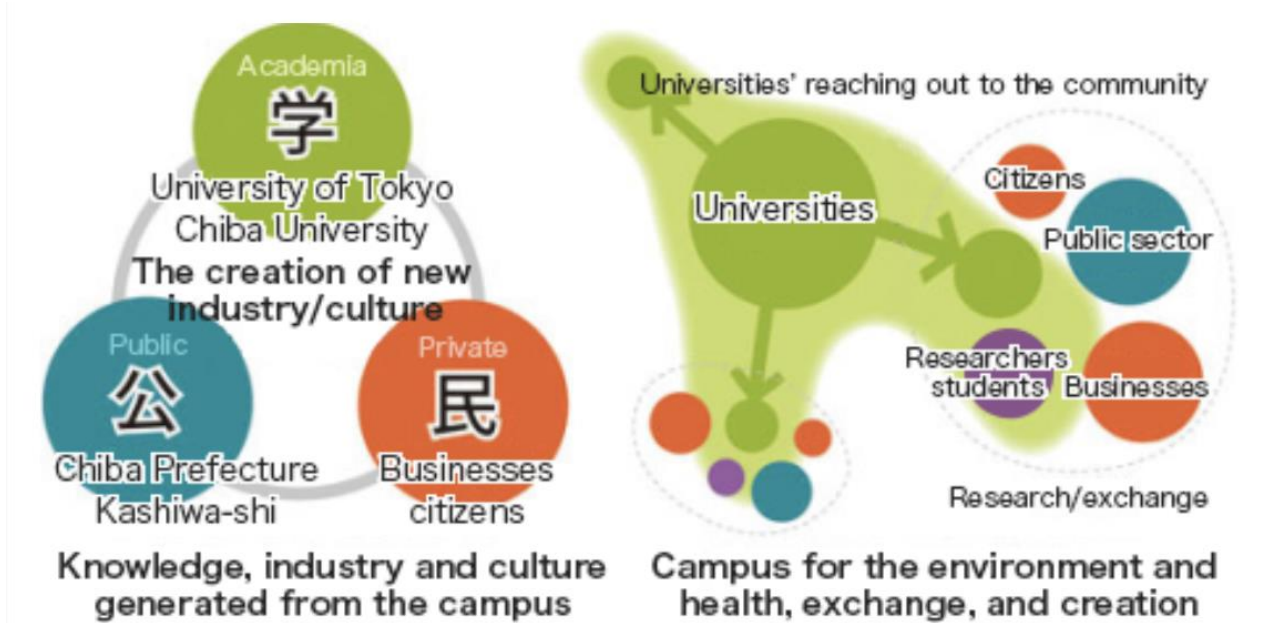 Academia
学
University of Tokyo
Chiba University
The creation of new
industry/culture
Public
公
Chiba Prefecture
Kashiwa-shi
Private
民
Businesses
citizens
Knowledge, industry and culture
generated from the campus
Universities' reaching out to the community
Universities
Citizens
Public sector
Researchers
students
Businesses
Research/exchange
Campus for the environment and
health, exchange, and creation